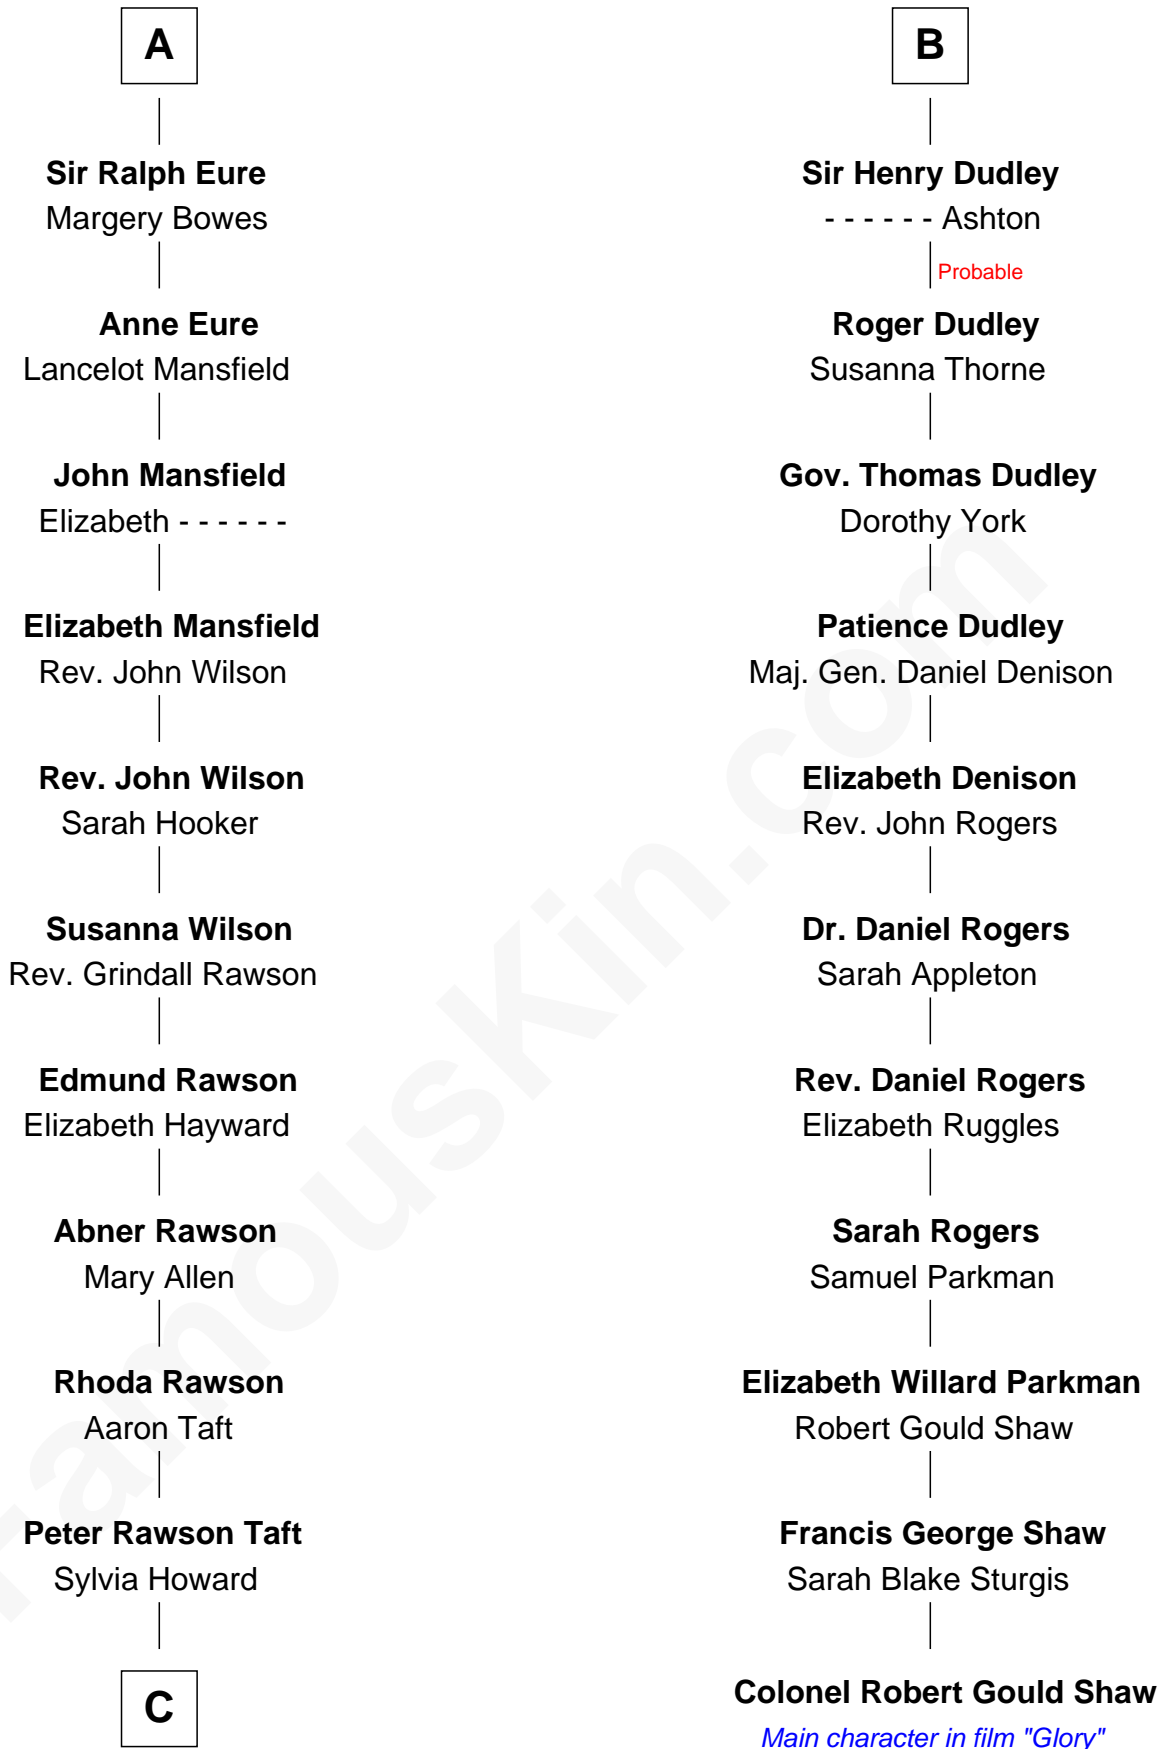 A
Sir Ralph Eure
Margery Bowes
Anne Eure
Lancelot Mansfield
John Mansfield
Elizabeth - - - - - -
Elizabeth Mansfield
Rev. John Wilson
Rev. John Wilson
Sarah Hooker
Susanna Wilson
Rev. Grindall Rawson
Edmund Rawson
Elizabeth Hayward
Abner Rawson
Mary Allen
Rhoda Rawson
Aaron Taft
Peter Rawson Taft
Sylvia Howard
C
B
Sir Henry Dudley
- - - - - - Ashton
Probable
Roger Dudley
Susanna Thorne
Gov. Thomas Dudley
Dorothy York
Patience Dudley
Maj. Gen. Daniel Denison
Elizabeth Denison
Rev. John Rogers
Dr. Daniel Rogers
Sarah Appleton
Rev. Daniel Rogers
Elizabeth Ruggles
Sarah Rogers
Samuel Parkman
Elizabeth Willard Parkman
Robert Gould Shaw
Francis George Shaw
Sarah Blake Sturgis
Colonel Robert Gould Shaw
Main character in film "Glory"
FamousKin.com